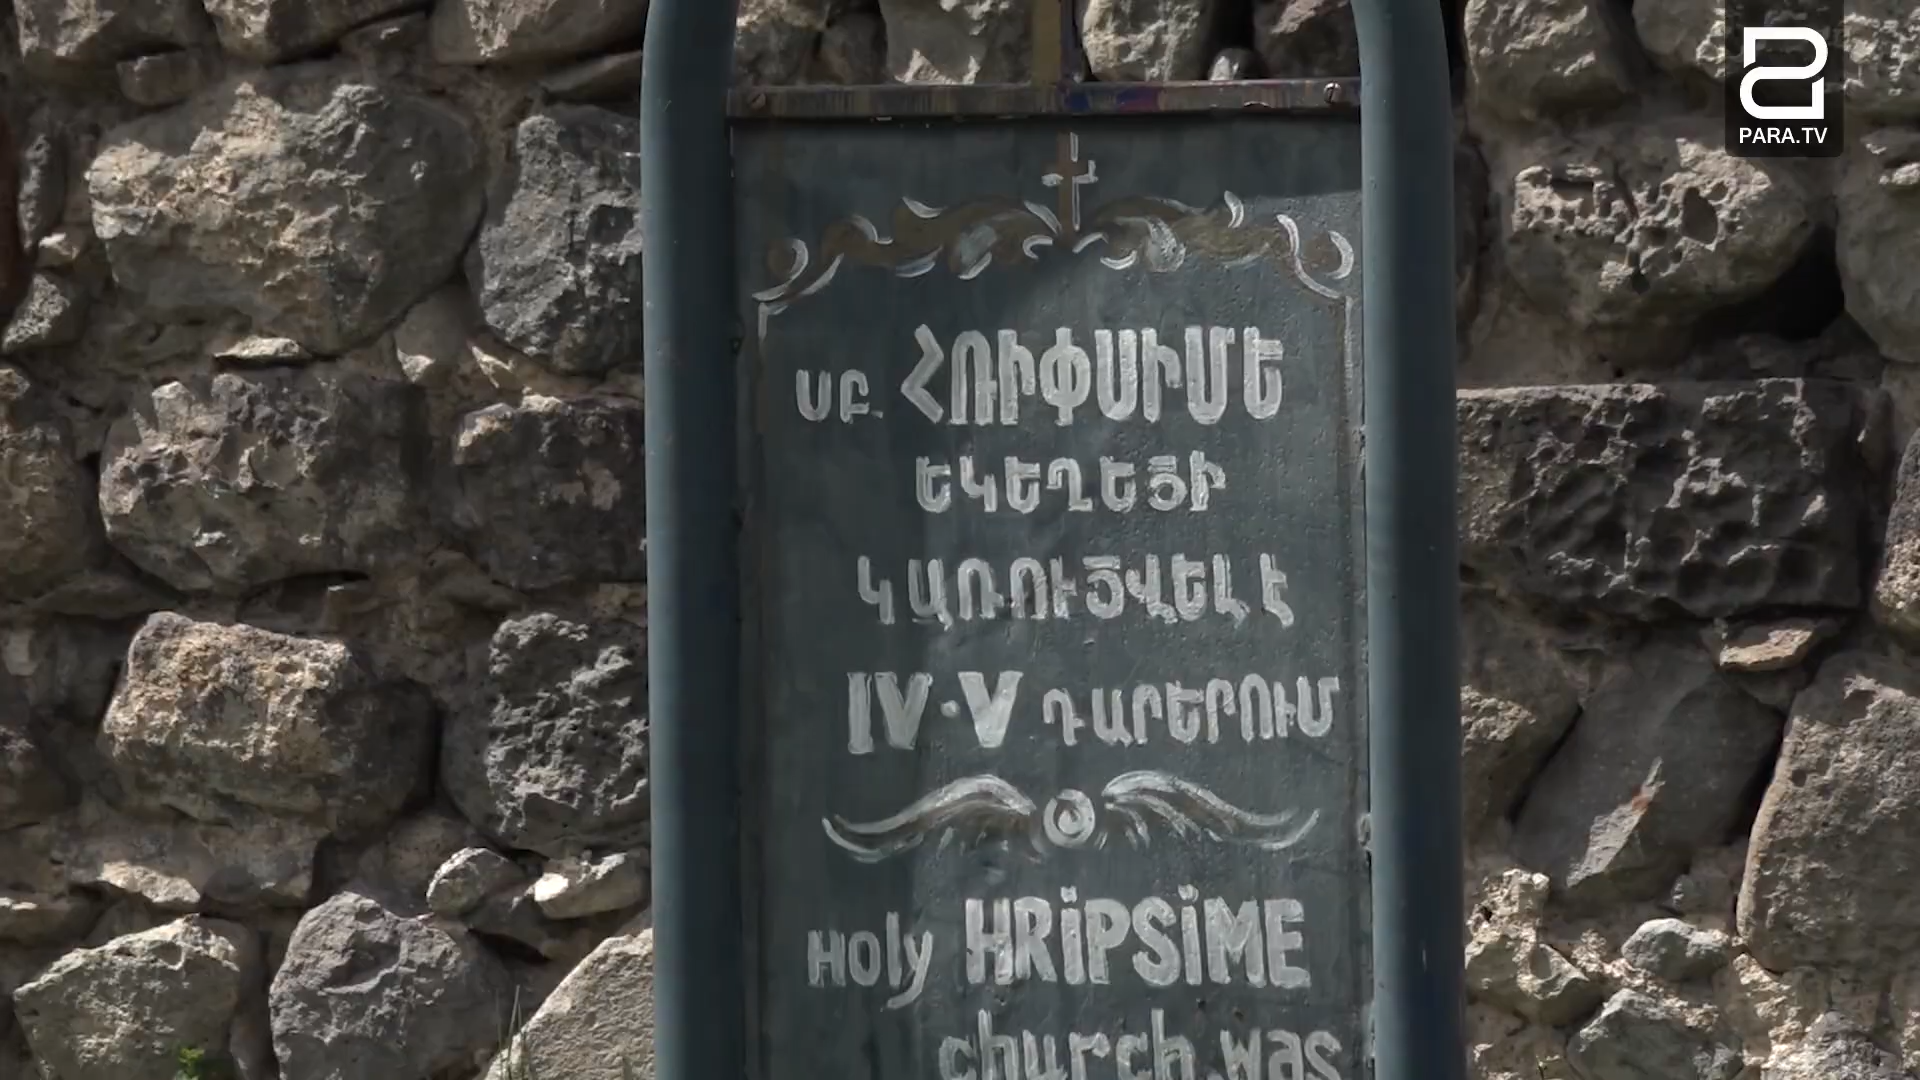 PARA.TV
ՍԲ. ՀՌԻՓՍԻՄԵ
ԵԿԵՂԵՑԻ
ԿԱՌՈՒՑՎԵԼ Է
IV-V ԴԱՐԵՐՈՒՄ
Holy HRiPSiME
church was